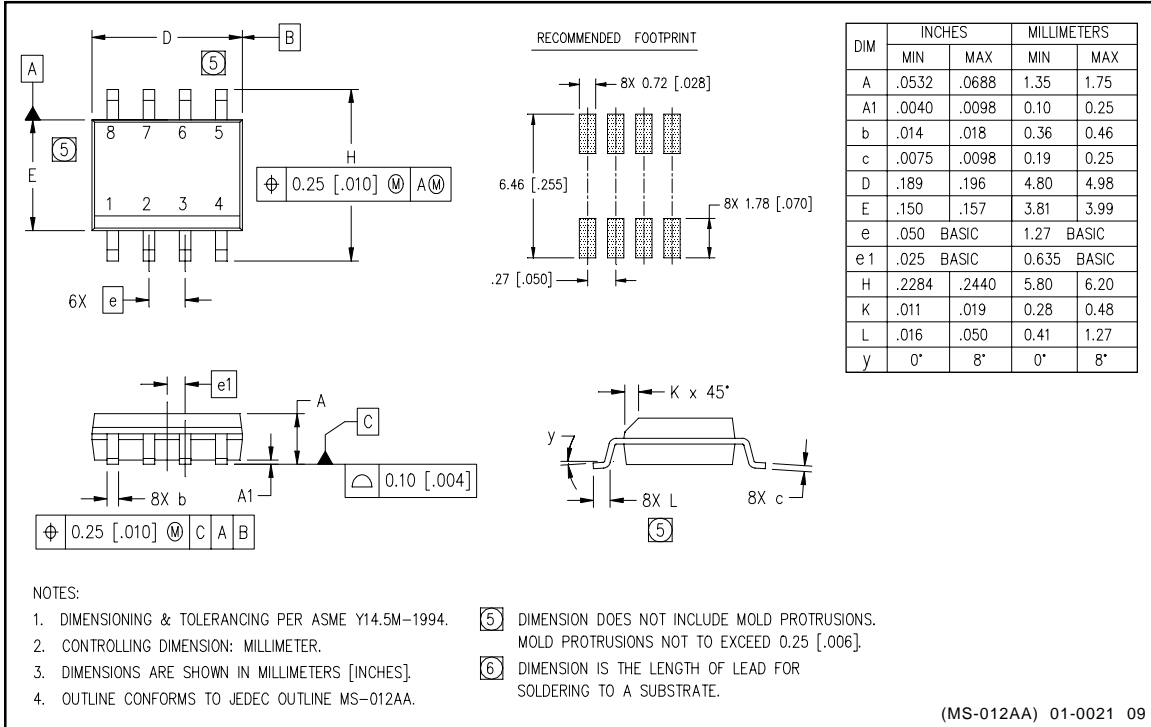 D
B
5
A
8 7 6 5
5
E
H
⌖ 0.25 [.010] Ⓜ AⓂ
1 2 3 4
6X e
RECOMMENDED FOOTPRINT
8X 0.72 [.028]
6.46 [.255]
8X 1.78 [.070]
.27 [.050]
DIM INCHES MILLIMETERS
MIN MAX MIN MAX
A .0532 .0688 1.35 1.75
A1 .0040 .0098 0.10 0.25
b .014 .018 0.36 0.46
c .0075 .0098 0.19 0.25
D .189 .196 4.80 4.98
E .150 .157 3.81 3.99
e .050 BASIC 1.27 BASIC
e1 .025 BASIC 0.635 BASIC
H .2284 .2440 5.80 6.20
K .011 .019 0.28 0.48
L .016 .050 0.41 1.27
y 0° 8° 0° 8°
e1
A
C
⌓ 0.10 [.004]
8X b
A1
⌖ 0.25 [.010] Ⓜ C A B
K x 45°
y
8X L
8X c
5
NOTES:
1. DIMENSIONING & TOLERANCING PER ASME Y14.5M-1994.
2. CONTROLLING DIMENSION: MILLIMETER.
3. DIMENSIONS ARE SHOWN IN MILLIMETERS [INCHES].
4. OUTLINE CONFORMS TO JEDEC OUTLINE MS-012AA.
5 DIMENSION DOES NOT INCLUDE MOLD PROTRUSIONS.
MOLD PROTRUSIONS NOT TO EXCEED 0.25 [.006].
6 DIMENSION IS THE LENGTH OF LEAD FOR
SOLDERING TO A SUBSTRATE.
(MS-012AA) 01-0021 09